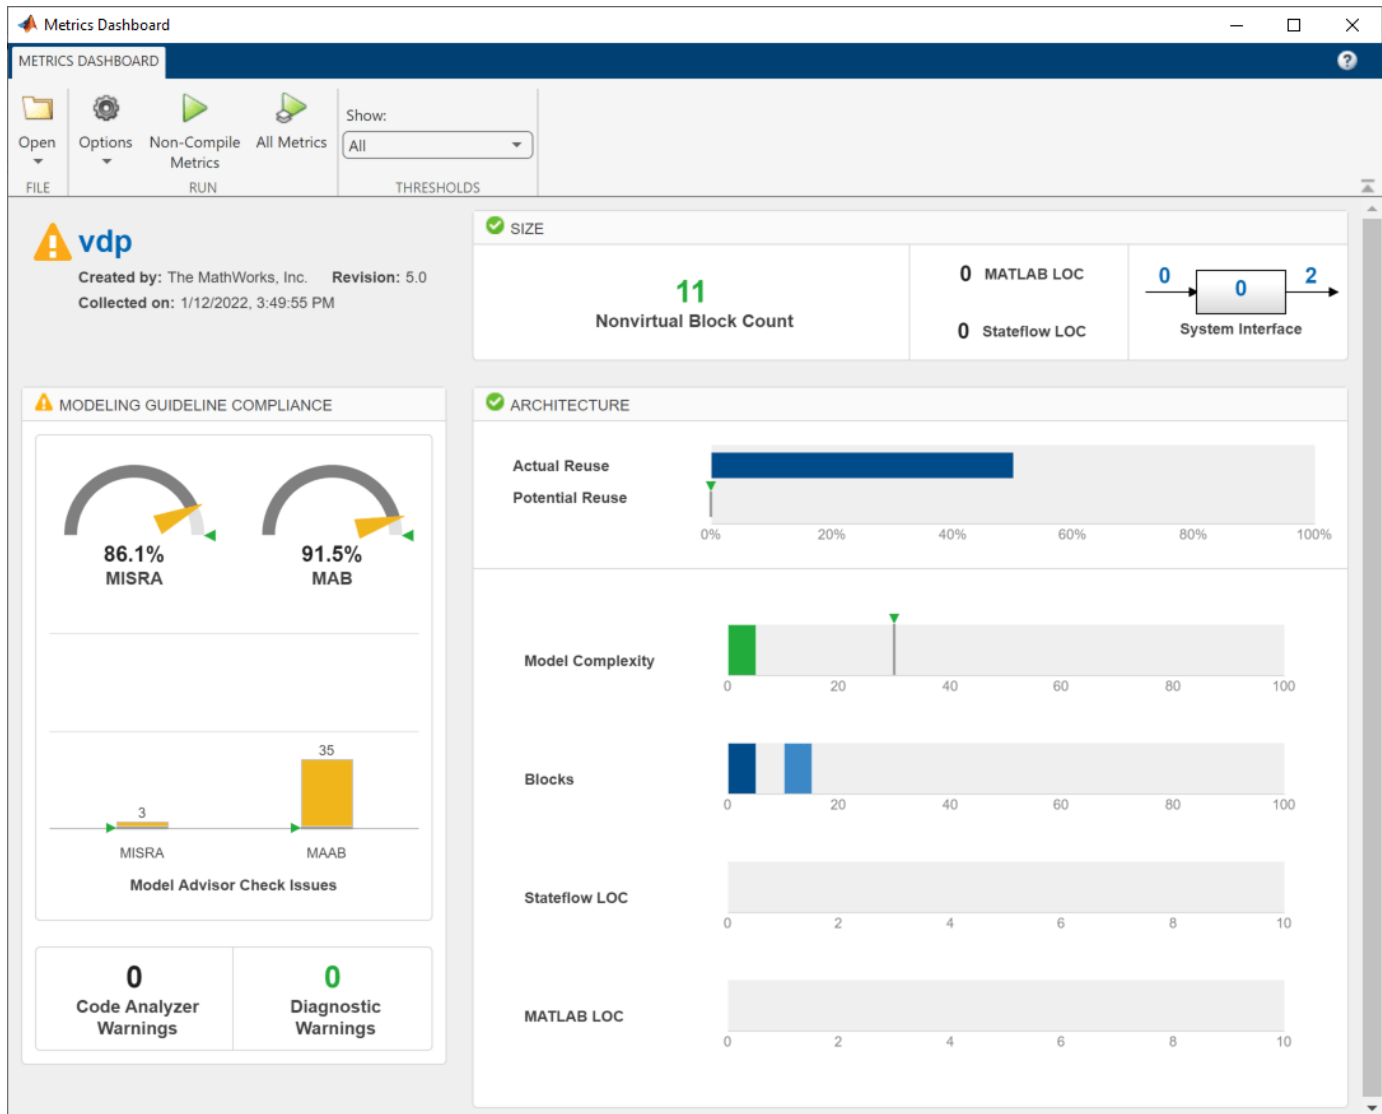 Metrics Dashboard
METRICS DASHBOARD
?
Open
Options
Non-Compile
Metrics
All Metrics
Show:
All
FILE
RUN
THRESHOLDS
vdp
Created by: The MathWorks, Inc. Revision: 5.0
Collected on: 1/12/2022, 3:49:55 PM
SIZE
11
Nonvirtual Block Count
0 MATLAB LOC
0 Stateflow LOC
0 0 2
System Interface
MODELING GUIDELINE COMPLIANCE
86.1%
MISRA
91.5%
MAB
35
3
MISRA MAAB
Model Advisor Check Issues
0
Code Analyzer
Warnings
0
Diagnostic
Warnings
ARCHITECTURE
Actual Reuse
Potential Reuse
0% 20% 40% 60% 80% 100%
Model Complexity
0 20 40 60 80 100
Blocks
0 20 40 60 80 100
Stateflow LOC
0 2 4 6 8 10
MATLAB LOC
0 2 4 6 8 10